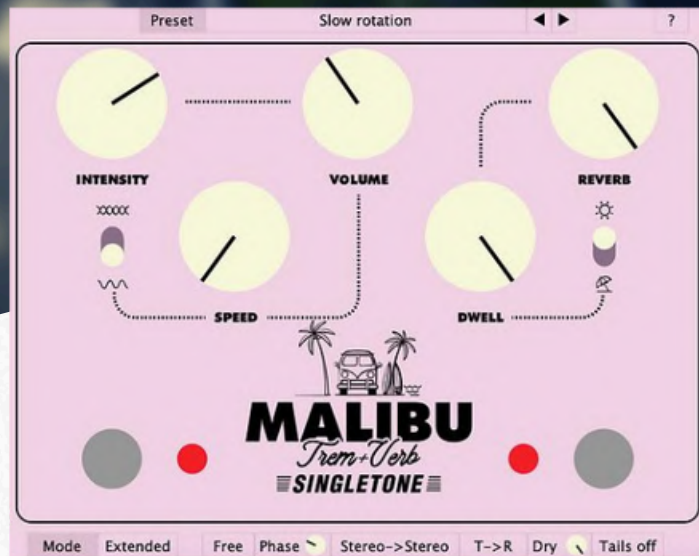 Preset Slow rotation ◀ ▶ ?
INTENSITY VOLUME REVERB
SPEED DWELL
MALIBU
Trem+Verb
SINGLETONE
Mode Extended Free Phase Stereo->Stereo T->R Dry Tails off